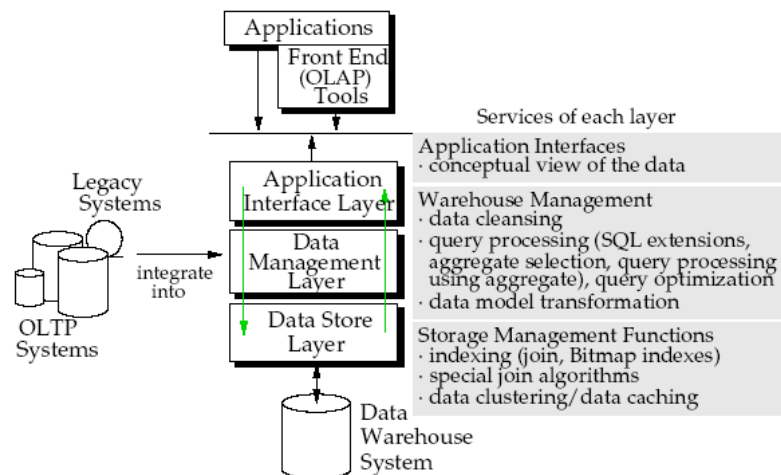 Applications
Front End
(OLAP)
Tools
Services of each layer
Application Interfaces
· conceptual view of the data
Legacy
Systems
Application
Interface Layer
Warehouse Management
· data cleansing
· query processing (SQL extensions,
aggregate selection, query processing
using aggregate), query optimization
· data model transformation
integrate
into
Data
Management
Layer
OLTP
Systems
Data Store
Layer
Storage Management Functions
· indexing (join, Bitmap indexes)
· special join algorithms
· data clustering/data caching
Data
Warehouse
System